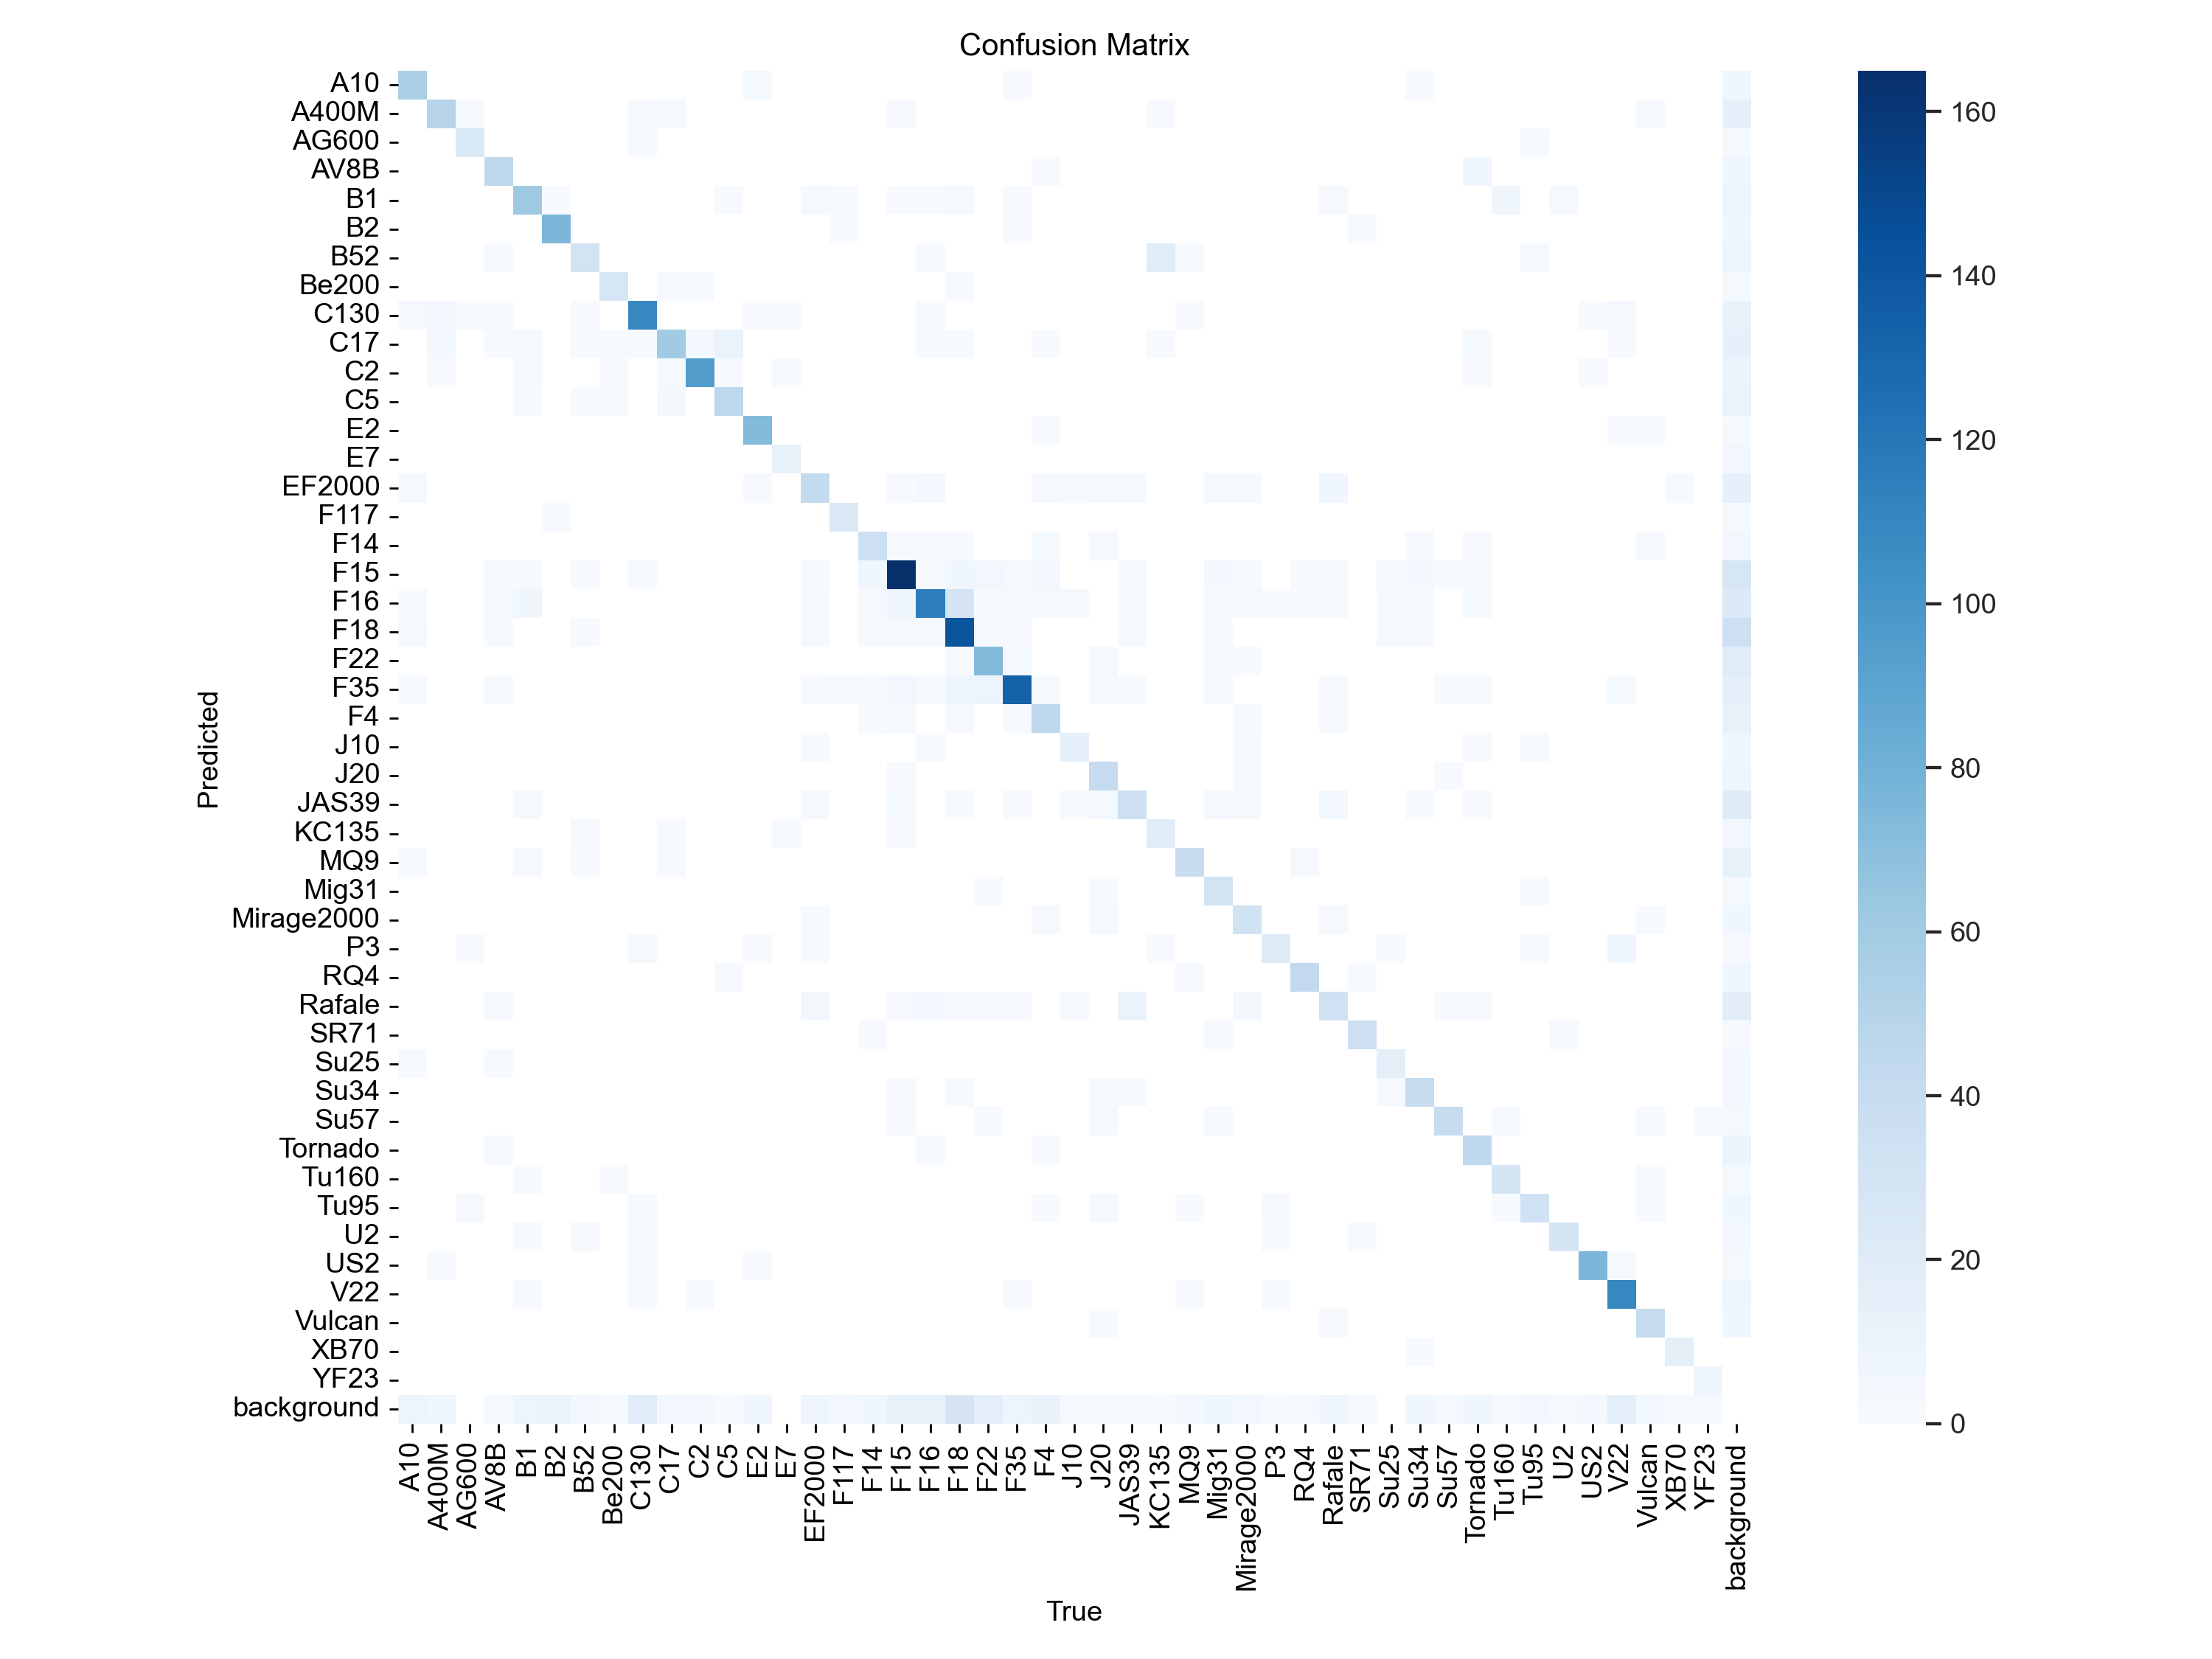 Confusion Matrix
Predicted
A10
A400M
AG600
AV8B
B1
B2
B52
Be200
C130
C17
C2
C5
E2
E7
EF2000
F117
F14
F15
F16
F18
F22
F35
F4
J10
J20
JAS39
KC135
MQ9
Mig31
Mirage2000
P3
RQ4
Rafale
SR71
Su25
Su34
Su57
Tornado
Tu160
Tu95
U2
US2
V22
Vulcan
XB70
YF23
background
A10
A400M
AG600
AV8B
B1
B2
B52
Be200
C130
C17
C2
C5
E2
E7
EF2000
F117
F14
F15
F16
F18
F22
F35
F4
J10
J20
JAS39
KC135
MQ9
Mig31
Mirage2000
P3
RQ4
Rafale
SR71
Su25
Su34
Su57
Tornado
Tu160
Tu95
U2
US2
V22
Vulcan
XB70
YF23
background
True
160
140
120
100
80
60
40
20
0